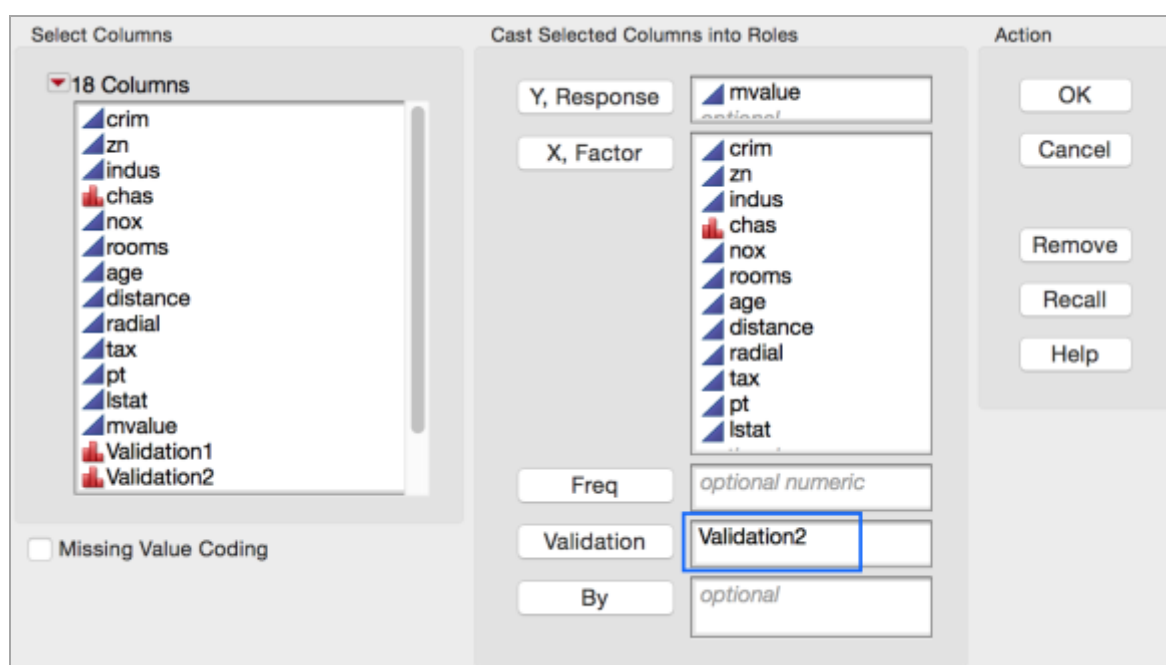 Select Columns
18 Columns
crim
zn
indus
chas
nox
rooms
age
distance
radial
tax
pt
lstat
mvalue
Validation1
Validation2
Missing Value Coding
Cast Selected Columns into Roles
Y, Response
mvalue
optional
X, Factor
crim
zn
indus
chas
nox
rooms
age
distance
radial
tax
pt
lstat
Freq
optional numeric
Validation
Validation2
By
optional
Action
OK
Cancel
Remove
Recall
Help